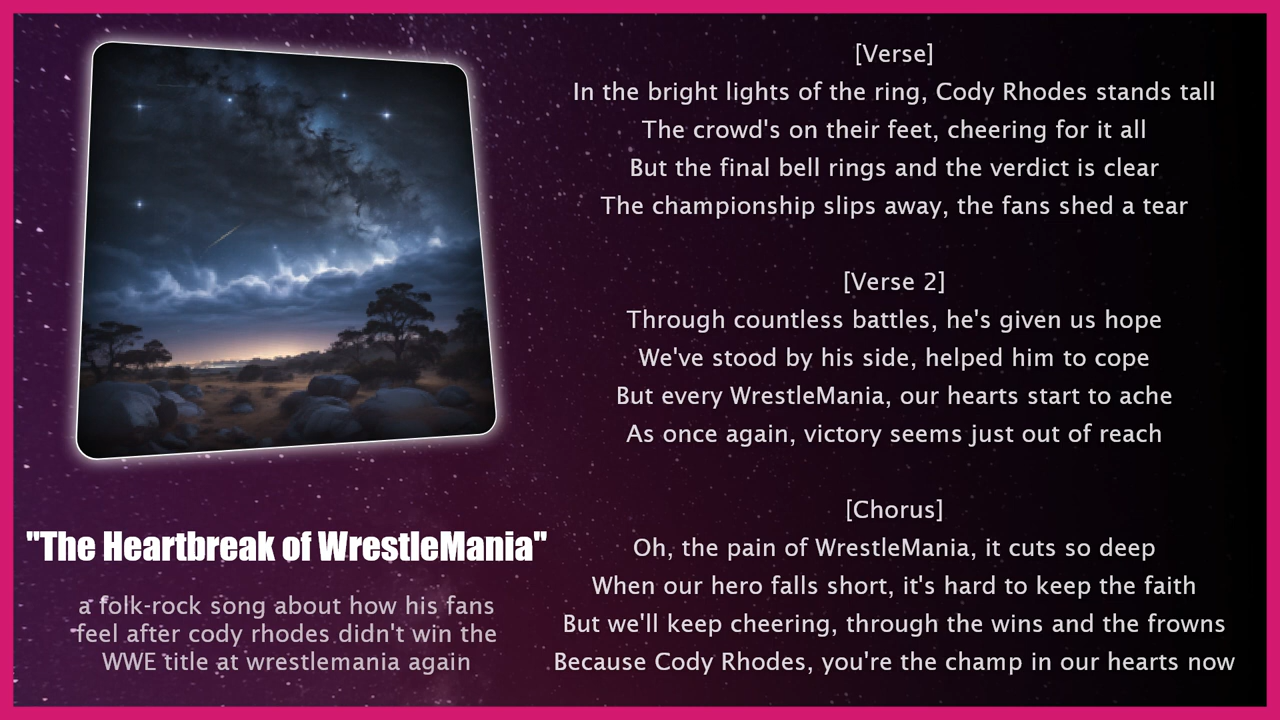 [Verse]
In the bright lights of the ring, Cody Rhodes stands tall
The crowd's on their feet, cheering for it all
But the final bell rings and the verdict is clear
The championship slips away, the fans shed a tear
[Verse 2]
Through countless battles, he's given us hope
We've stood by his side, helped him to cope
But every WrestleMania, our hearts start to ache
As once again, victory seems just out of reach
[Chorus]
Oh, the pain of WrestleMania, it cuts so deep
When our hero falls short, it's hard to keep the faith
But we'll keep cheering, through the wins and the frowns
Because Cody Rhodes, you're the champ in our hearts now
"The Heartbreak of WrestleMania"
a folk-rock song about how his fans
feel after cody rhodes didn't win the
WWE title at wrestlemania again